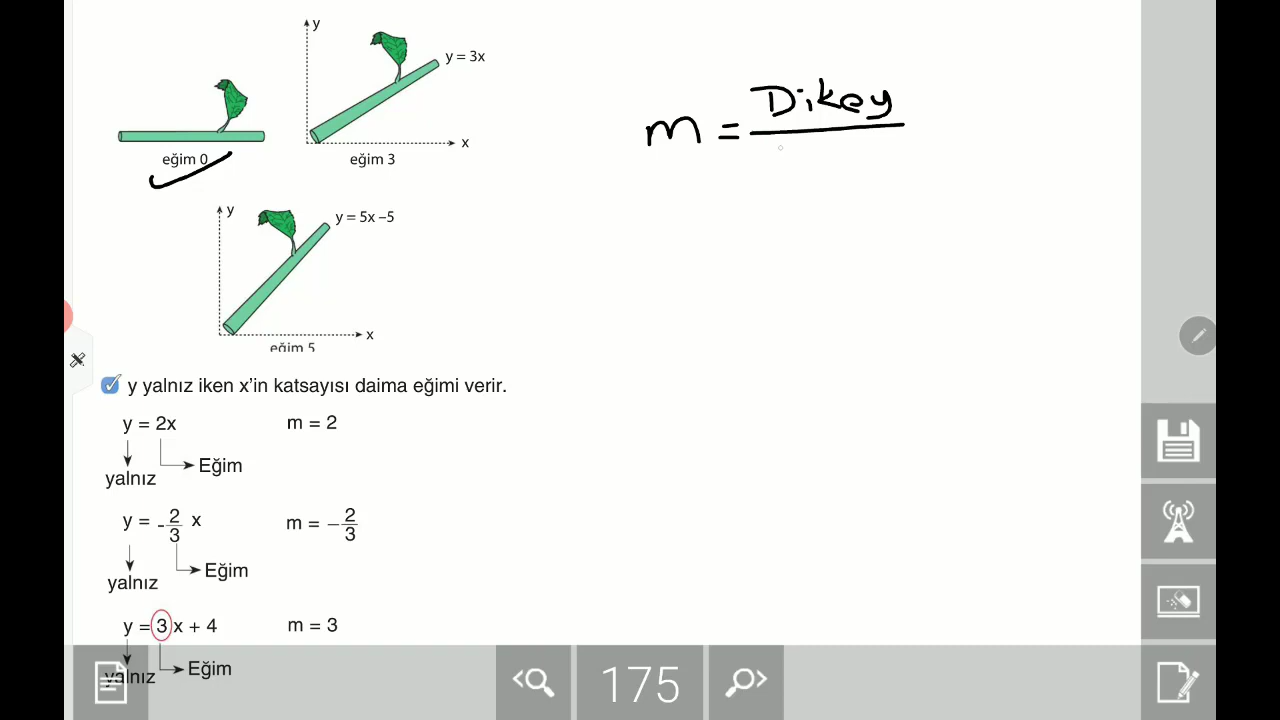 y
y = 3x
x
eğim 0
eğim 3
m = Dikey
y
y = 5x –5
x
eğim 5
y yalnız iken x’in katsayısı daima eğimi verir.
y = 2x m = 2
Eğim
yalnız
y = -2/3 x m = –2/3
Eğim
yalnız
y = 3x + 4 m = 3
Eğim
yalnız
175